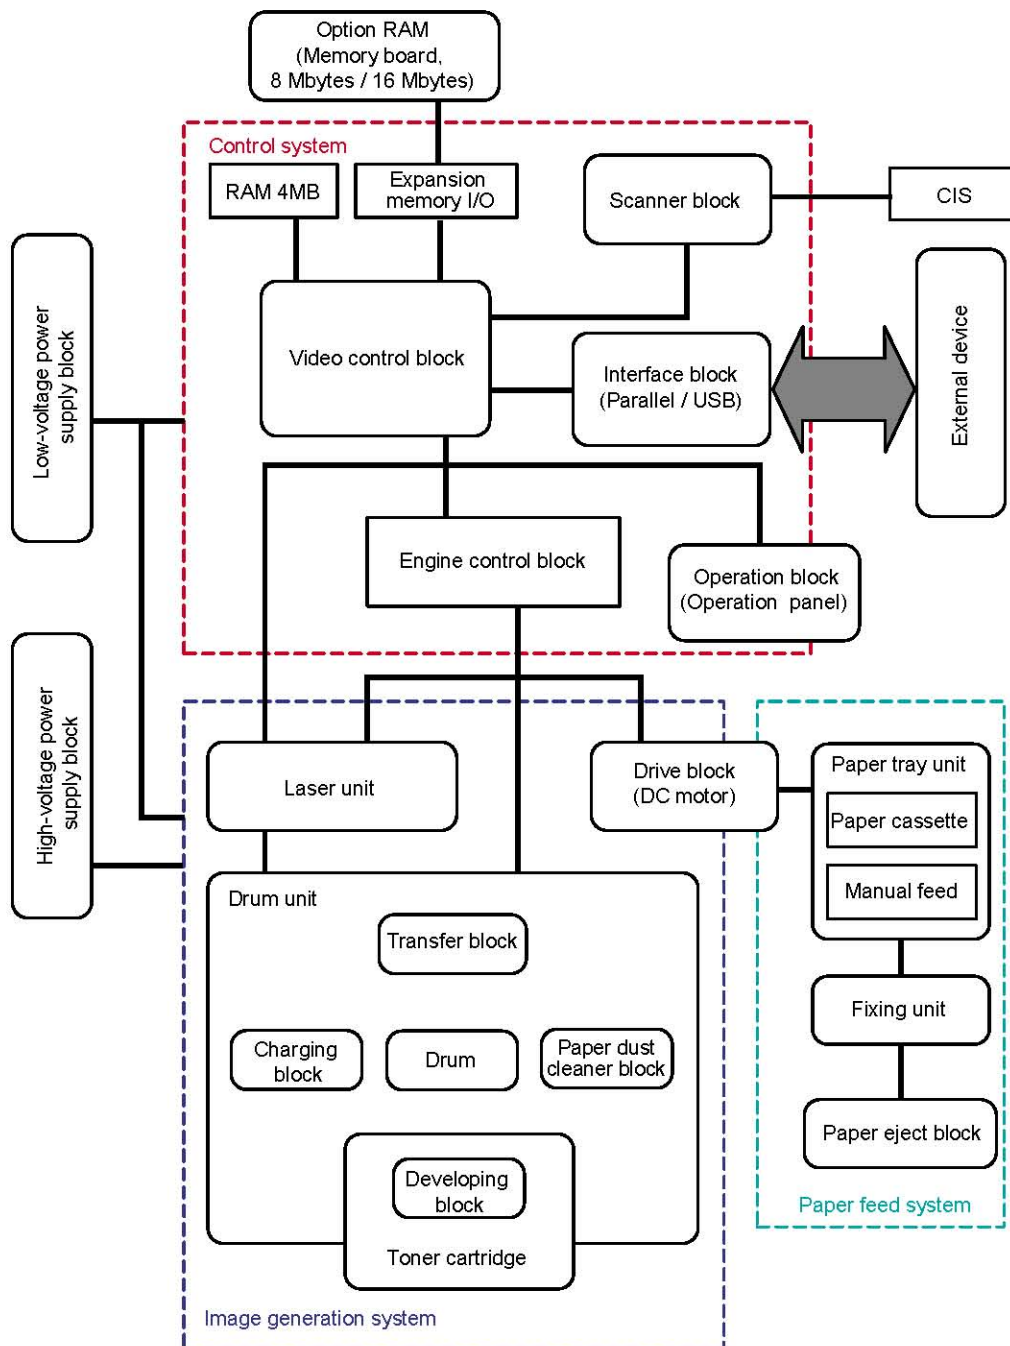 Option RAM
(Memory board,
8 Mbytes / 16 Mbytes)
Control system
RAM 4MB
Expansion
memory I/O
Scanner block
CIS
Low-voltage power
supply block
Video control block
Interface block
(Parallel / USB)
External device
Engine control block
Operation block
(Operation panel)
High-voltage power
supply block
Laser unit
Drive block
(DC motor)
Paper tray unit
Paper cassette
Manual feed
Drum unit
Transfer block
Charging
block
Drum
Paper dust
cleaner block
Fixing unit
Paper eject block
Developing
block
Toner cartridge
Paper feed system
Image generation system